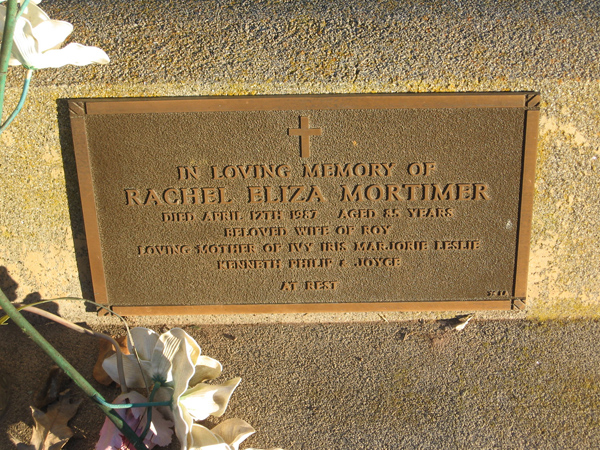 IN LOVING MEMORY OF
RACHEL ELIZA MORTIMER
DIED APRIL 12TH 1987 AGED 85 YEARS
BELOVED WIFE OF ROY
LOVING MOTHER OF IVY IRIS MARJORIE LESLIE
KENNETH PHILIP & JOYCE
AT REST